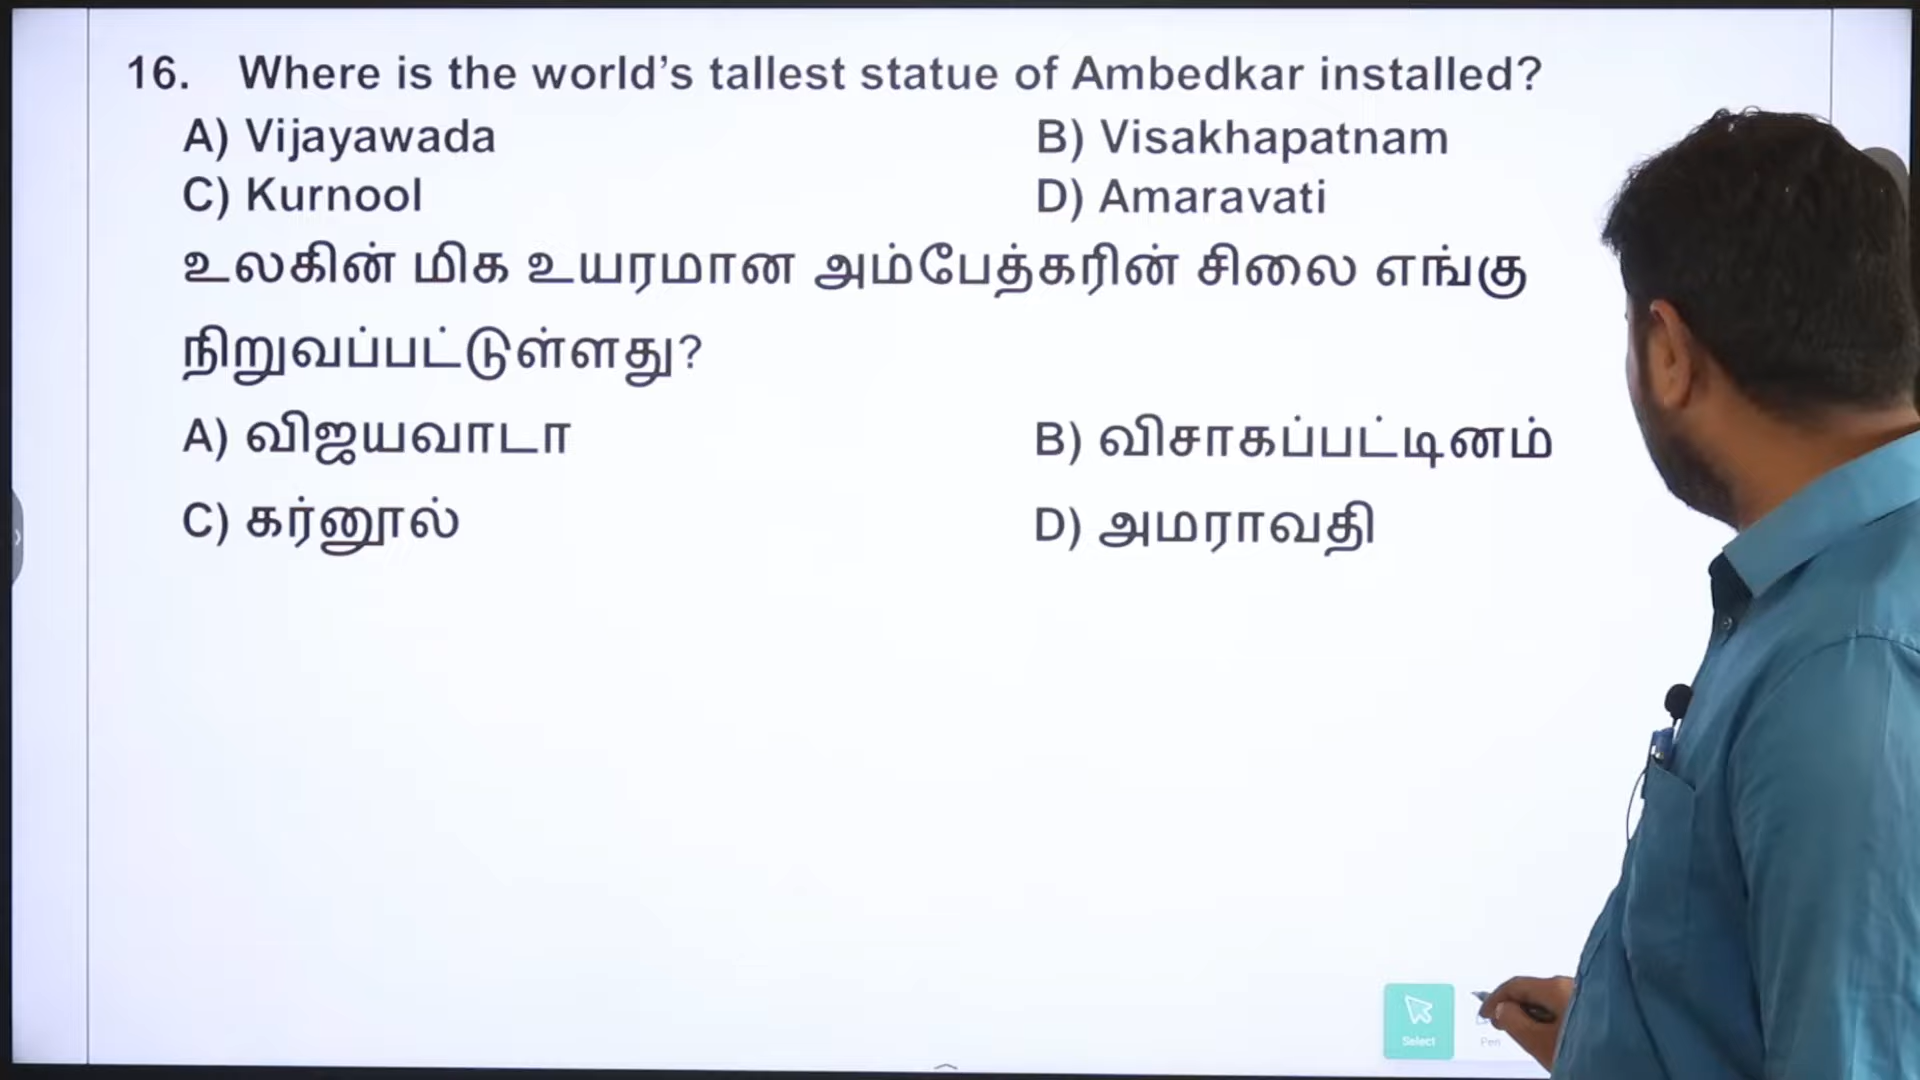 16. Where is the world’s tallest statue of Ambedkar installed?
A) Vijayawada B) Visakhapatnam
C) Kurnool D) Amaravati
உலகின் மிக உயரமான அம்பேத்கரின் சிலை எங்கு
நிறுவப்பட்டுள்ளது?
A) விஜயவாடா B) விசாகப்பட்டினம்
C) கர்னூல் D) அமராவதி
Select Pen